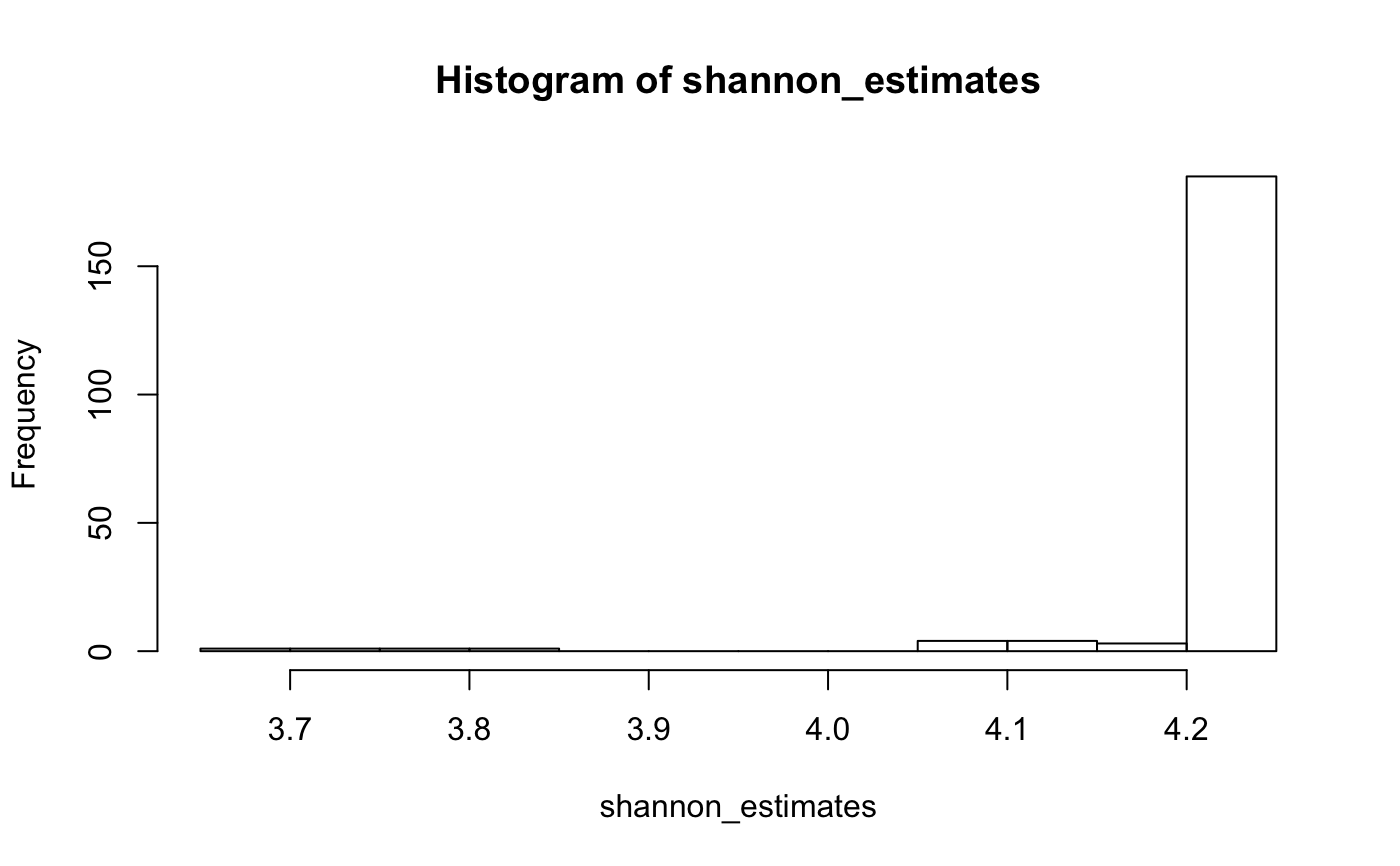 Histogram of shannon_estimates
Frequency
150
100
50
0
3.7 3.8 3.9 4.0 4.1 4.2
shannon_estimates